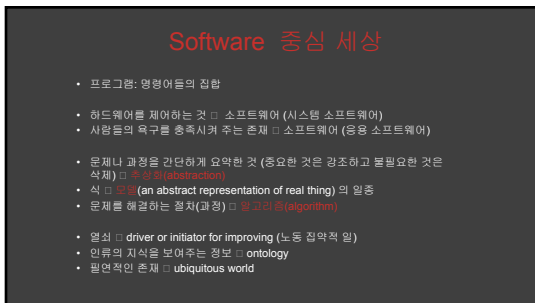 Software 중심 세상
• 프로그램: 명령어들의 집합
• 하드웨어를 제어하는 것 □ 소프트웨어 (시스템 소프트웨어)
• 사람들의 욕구를 충족시켜 주는 존재 □ 소프트웨어 (응용 소프트웨어)
• 문제나 과정을 간단하게 요약한 것 (중요한 것은 강조하고 불필요한 것은
삭제) □ 추상화(abstraction)
• 식 □ 모델(an abstract representation of real thing) 의 일종
• 문제를 해결하는 절차(과정) □ 알고리즘(algorithm)
• 열쇠 □ driver or initiator for improving (노동 집약적 일)
• 인류의 지식을 보여주는 정보 □ ontology
• 필연적인 존재 □ ubiquitous world